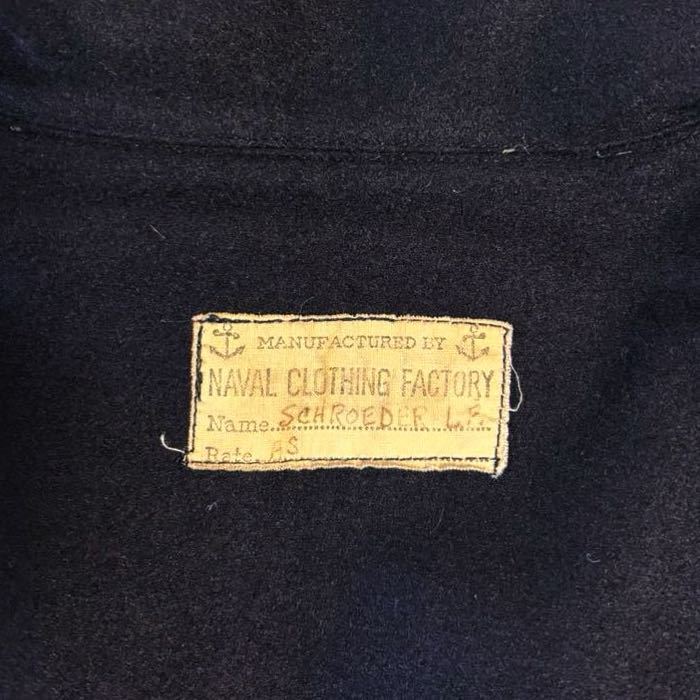 MANUFACTURED BY
NAVAL CLOTHING FACTORY
Name SCHROEDER L.F.
Rate AS